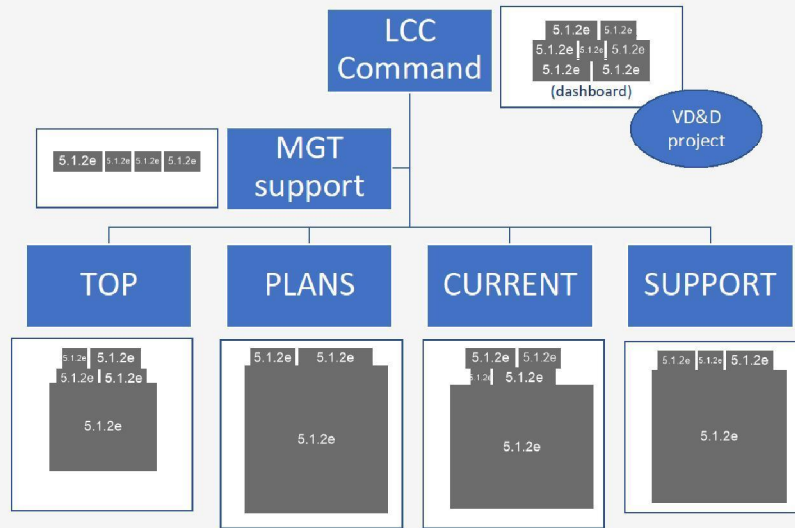 LCC
Command
5.1.2e 5.1.2e
5.1.2e 5.1.2e 5.1.2e
5.1.2e 5.1.2e
(dashboard)
VD&D
project
MGT
support
5.1.2e 5.1.2e 5.1.2e 5.1.2e
TOP
PLANS
CURRENT
SUPPORT
5.1.2e 5.1.2e
5.1.2e 5.1.2e
5.1.2e
5.1.2e 5.1.2e
5.1.2e
5.1.2e 5.1.2e
5.1.2e 5.1.2e
5.1.2e
5.1.2e 5.1.2e 5.1.2e
5.1.2e